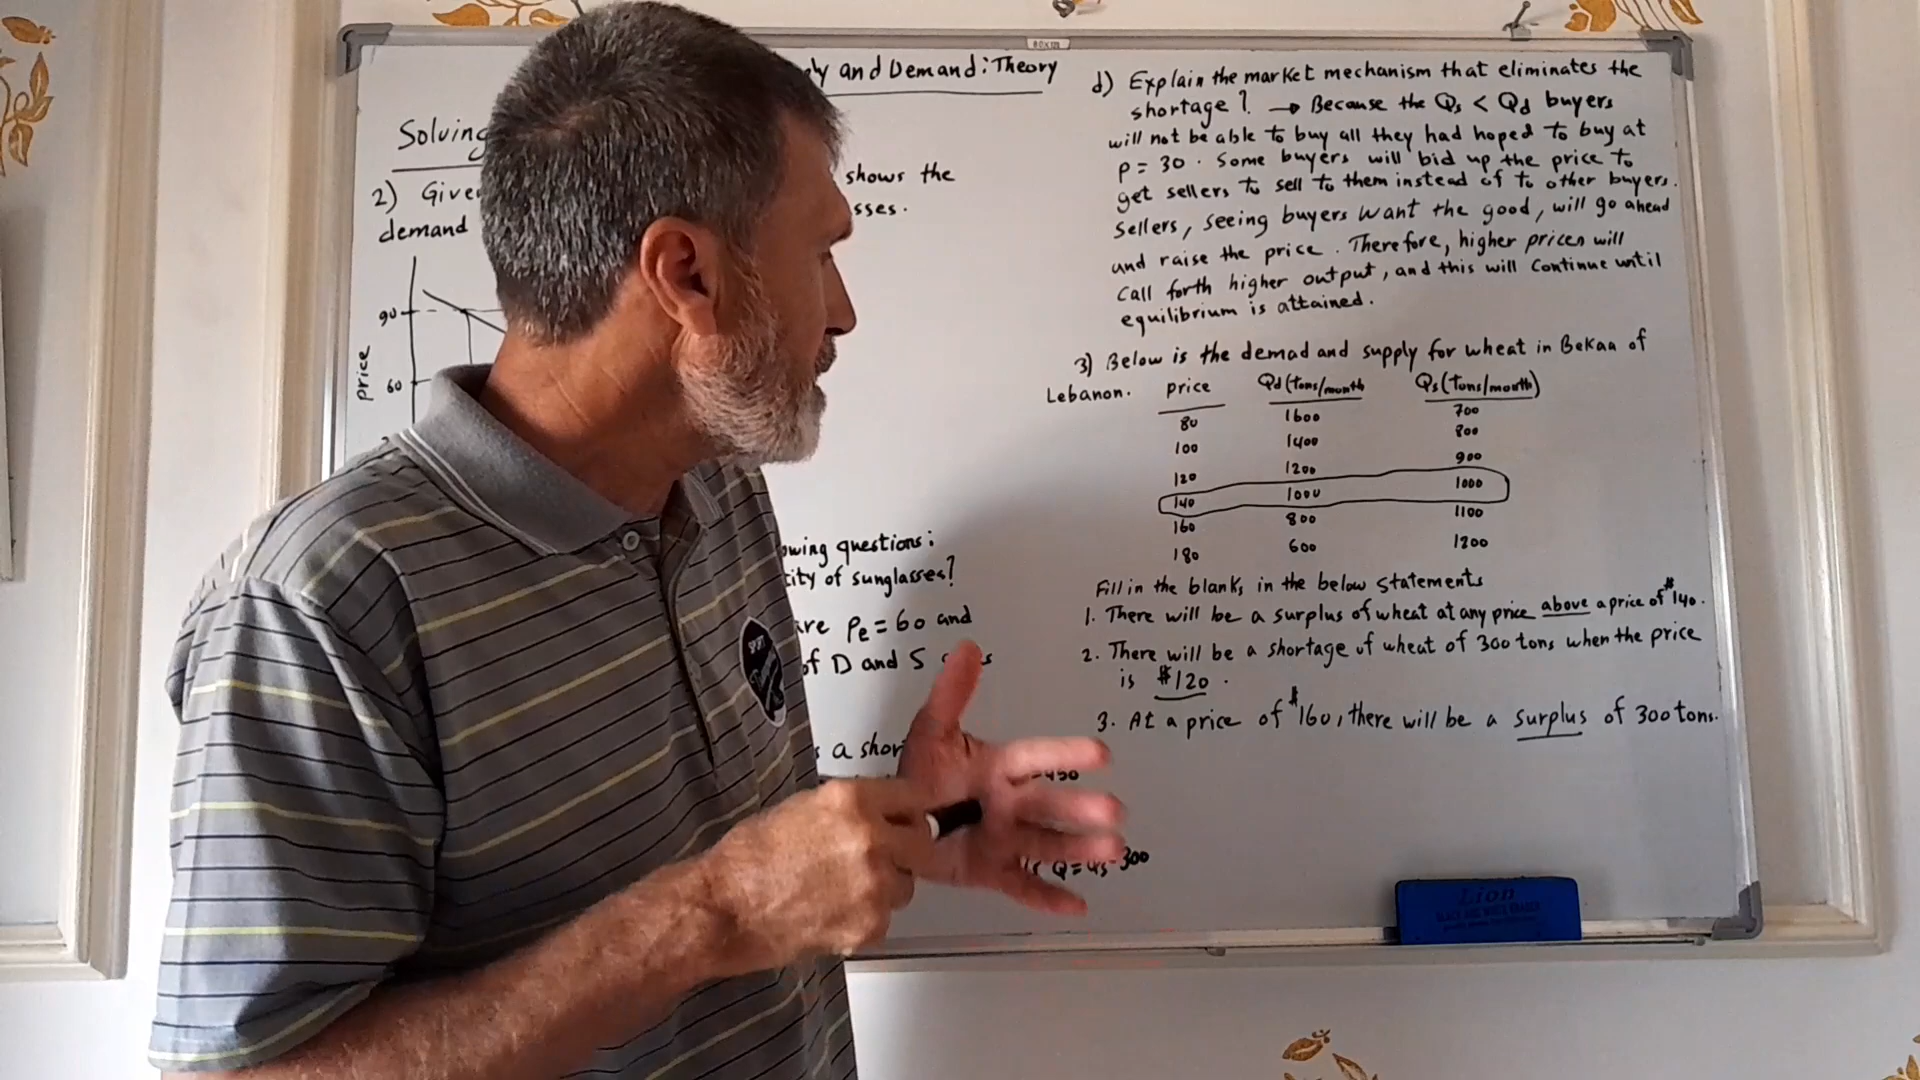 ly and Demand: Theory
Solving
2) Give shows the
demand sses.
90
price
60
owing questions:
tity of sunglasses?
are Pe = 60 and
of D and S
a shor
=450
Q = Qs=300
d) Explain the market mechanism that eliminates the
shortage? → Because the Qs < Qd buyers
will not be able to buy all they had hoped to buy at
P = 30. Some buyers will bid up the price to
get sellers to sell to them instead of to other buyers.
Sellers, seeing buyers want the good, will go ahead
and raise the price. Therefore, higher prices will
call forth higher output, and this will continue until
equilibrium is attained.
3) Below is the demad and supply for wheat in Bekaa of
Lebanon. price Qd (tons/month Qs (tons/month)
80 1600 700
100 1400 800
120 1200 900
140 1000 1000
160 800 1100
180 600 1200
Fill in the blanks in the below statements
1. There will be a surplus of wheat at any price above a price of $140.
2. There will be a shortage of wheat of 300 tons when the price
is $120.
3. At a price of $160, there will be a surplus of 300 tons.
Lion